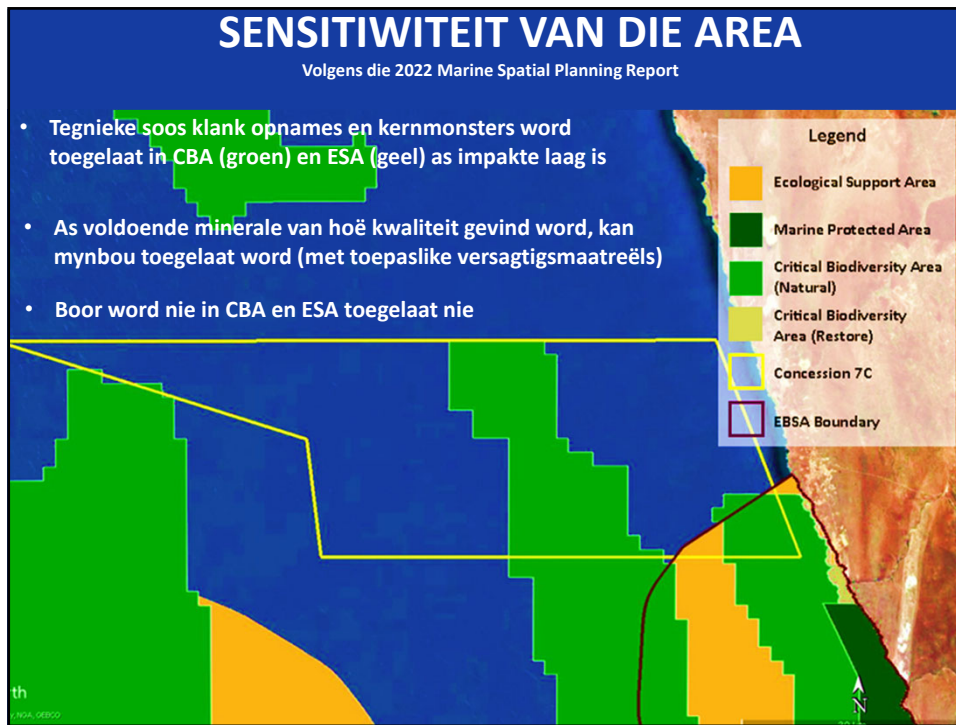 SENSITIWITEIT VAN DIE AREA
Volgens die 2022 Marine Spatial Planning Report
• Tegnieke soos klank opnames en kernmonsters word
toegelaat in CBA (groen) en ESA (geel) as impakte laag is
• As voldoende minerale van hoë kwaliteit gevind word, kan
mynbou toegelaat word (met toepaslike versagtigsmaatreëls)
• Boor word nie in CBA en ESA toegelaat nie
Legend
Ecological Support Area
Marine Protected Area
Critical Biodiversity Area
(Natural)
Critical Biodiversity
Area (Restore)
Concession 7C
EBSA Boundary
th
, NGA, GEBCO
N